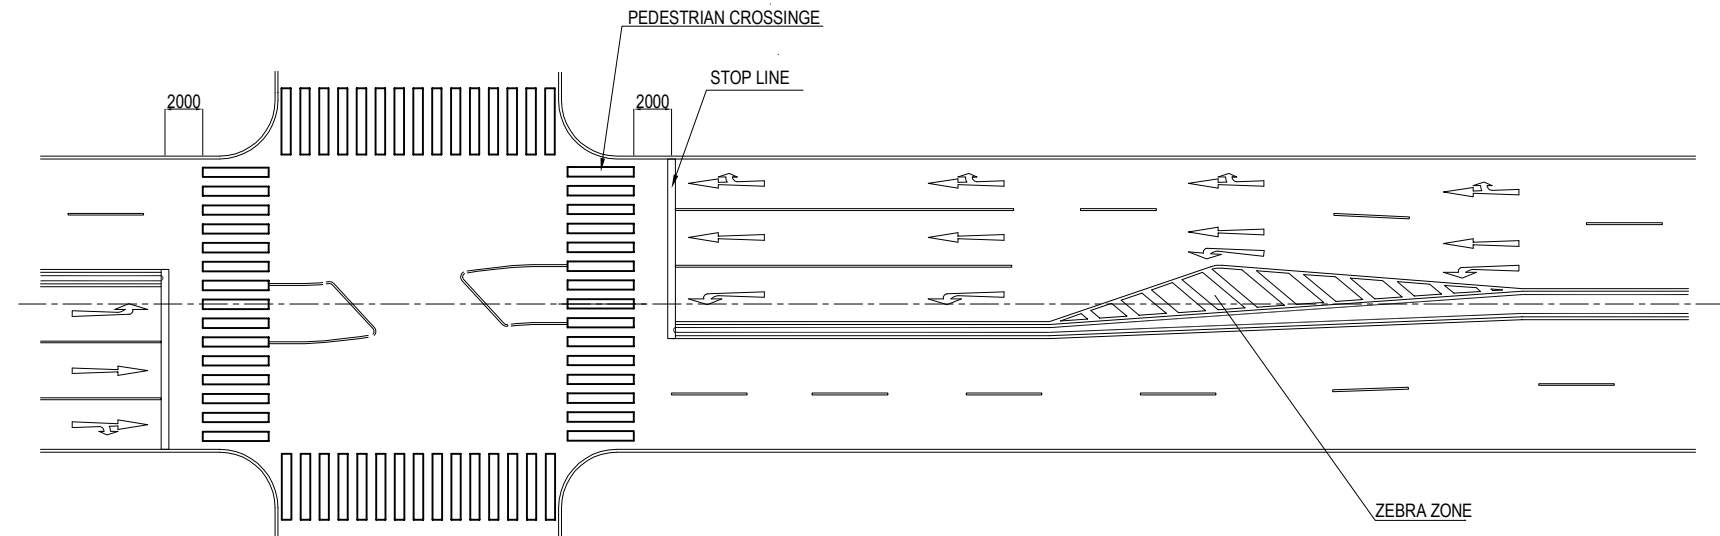 PEDESTRIAN CROSSINGE
STOP LINE
2000
2000
ZEBRA ZONE